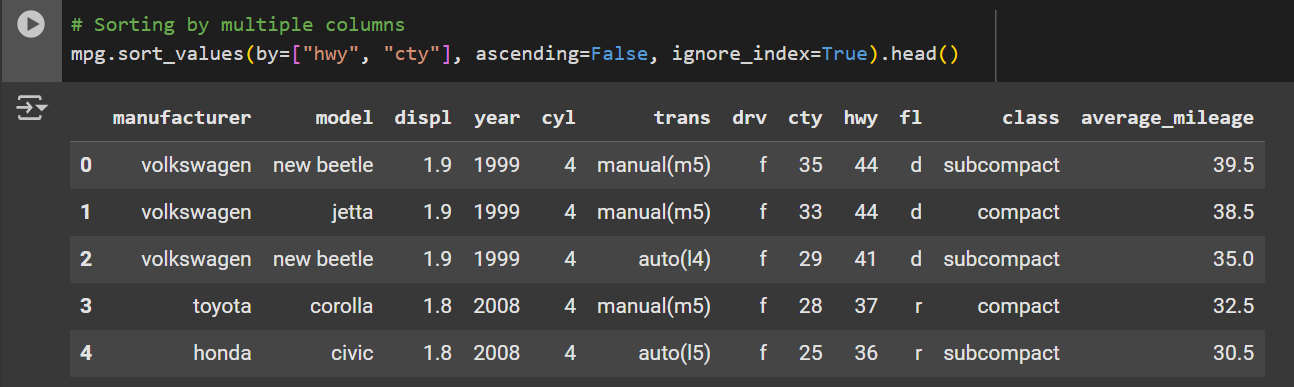 # Sorting by multiple columns
mpg.sort_values(by=["hwy", "cty"], ascending=False, ignore_index=True).head()
manufacturer model displ year cyl trans drv cty hwy fl class average_mileage
0 volkswagen new beetle 1.9 1999 4 manual(m5) f 35 44 d subcompact 39.5
1 volkswagen jetta 1.9 1999 4 manual(m5) f 33 44 d compact 38.5
2 volkswagen new beetle 1.9 1999 4 auto(l4) f 29 41 d subcompact 35.0
3 toyota corolla 1.8 2008 4 manual(m5) f 28 37 r compact 32.5
4 honda civic 1.8 2008 4 auto(l5) f 25 36 r subcompact 30.5